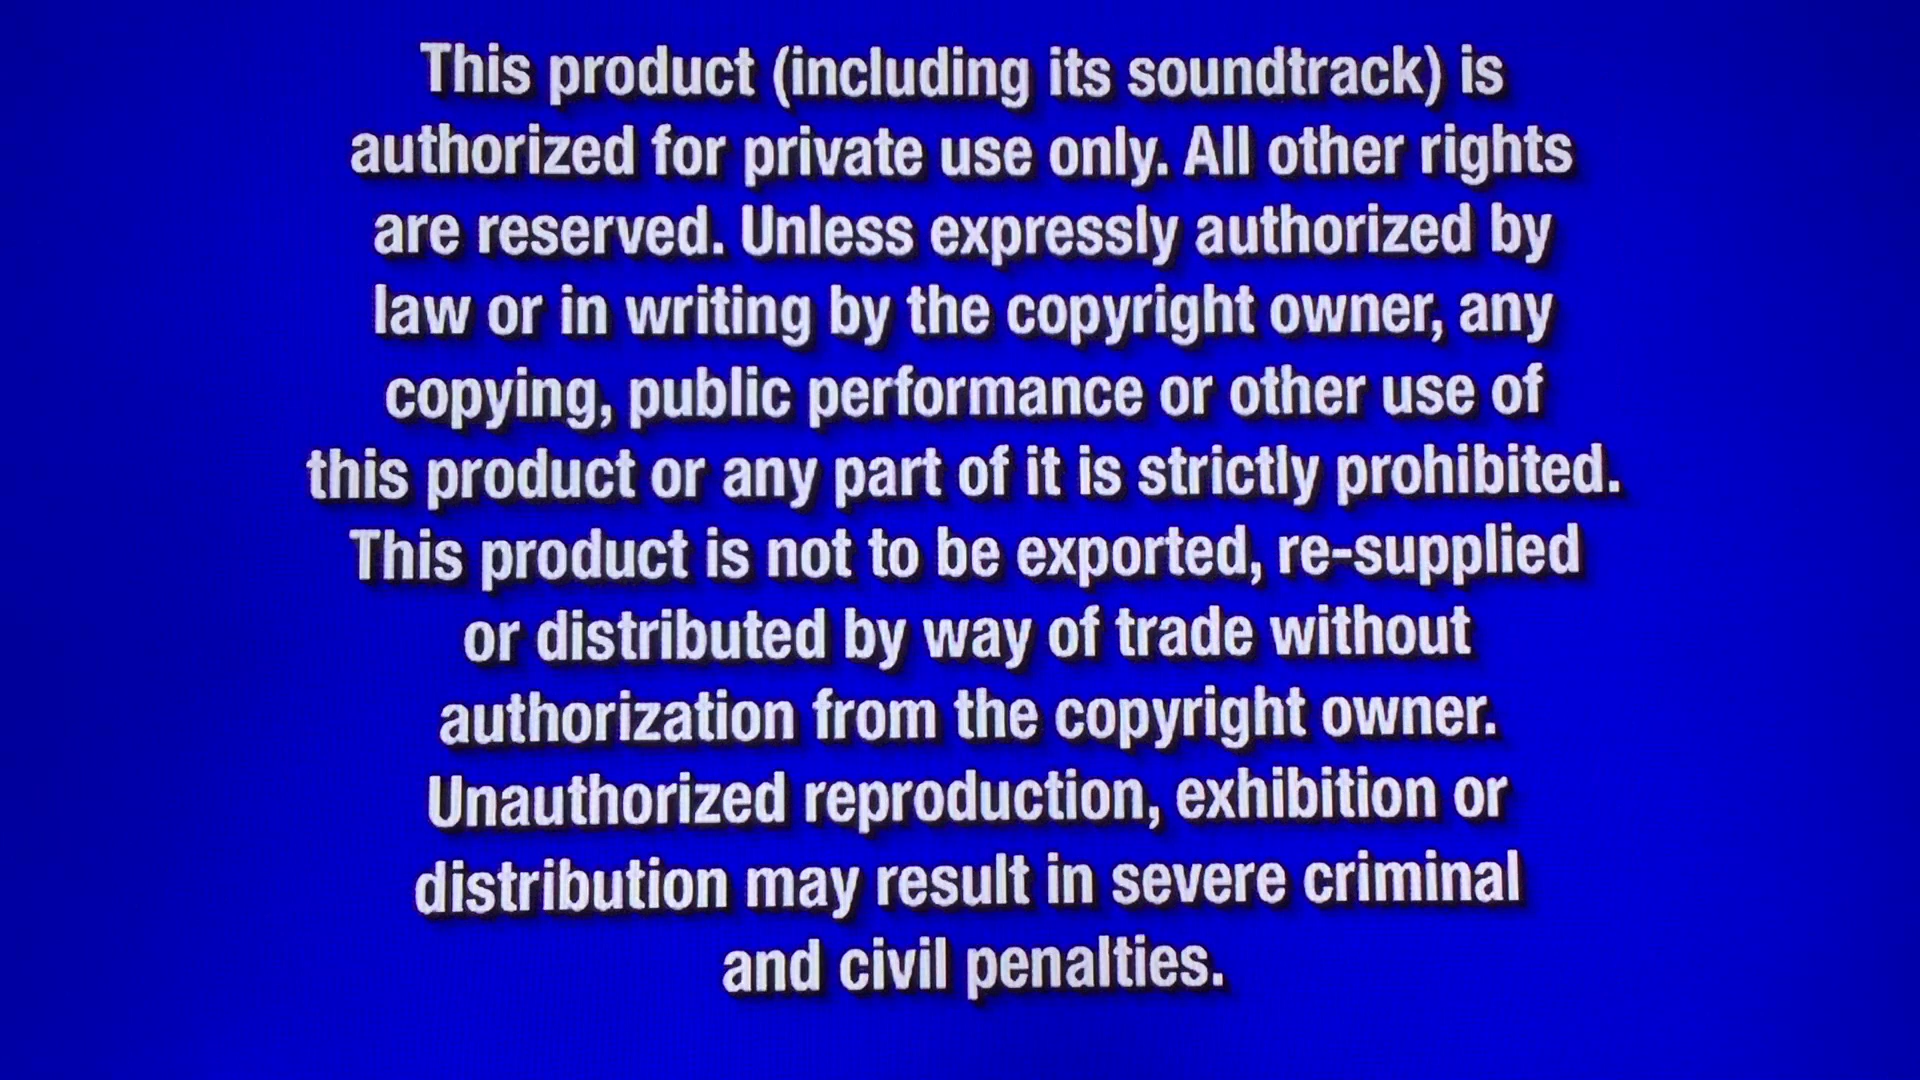 This product (including its soundtrack) is
authorized for private use only. All other rights
are reserved. Unless expressly authorized by
law or in writing by the copyright owner, any
copying, public performance or other use of
this product or any part of it is strictly prohibited.
This product is not to be exported, re-supplied
or distributed by way of trade without
authorization from the copyright owner.
Unauthorized reproduction, exhibition or
distribution may result in severe criminal
and civil penalties.